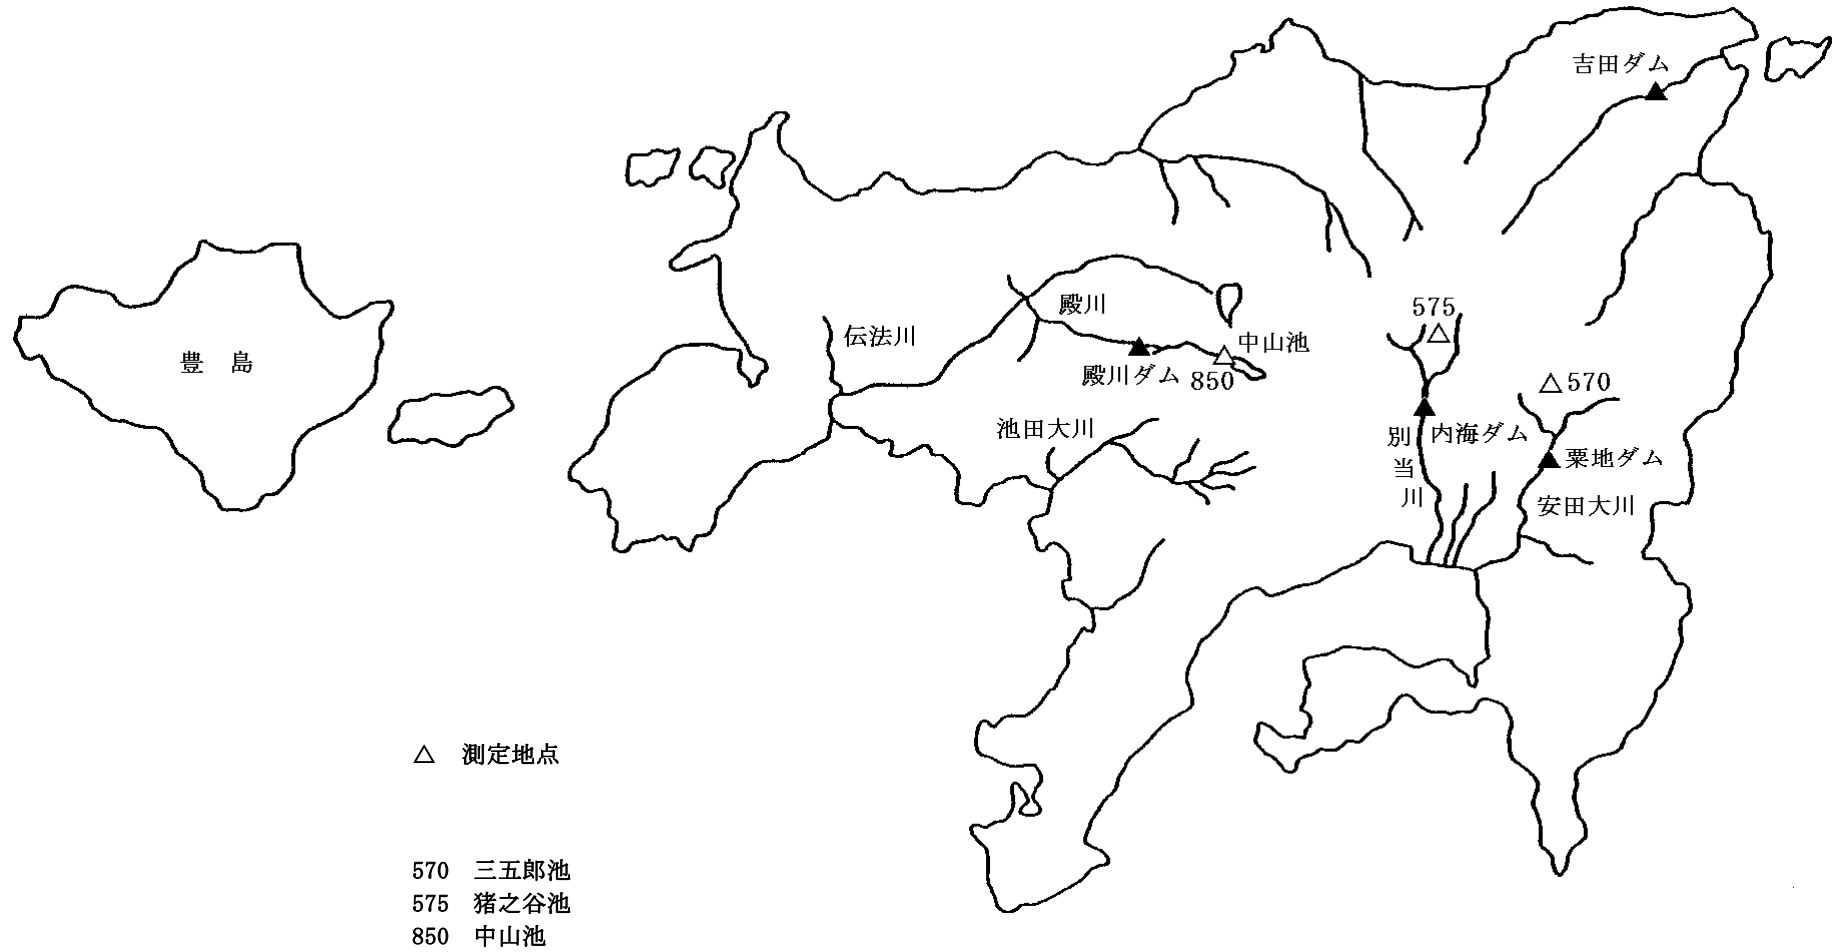 吉田ダム
575
殿川
伝法川
中山池
豊島
殿川ダム
850
570
池田大川
内海ダム
別当川
粟地ダム
安田大川
△ 測定地点
570 三五郎池
575 猪之谷池
850 中山池